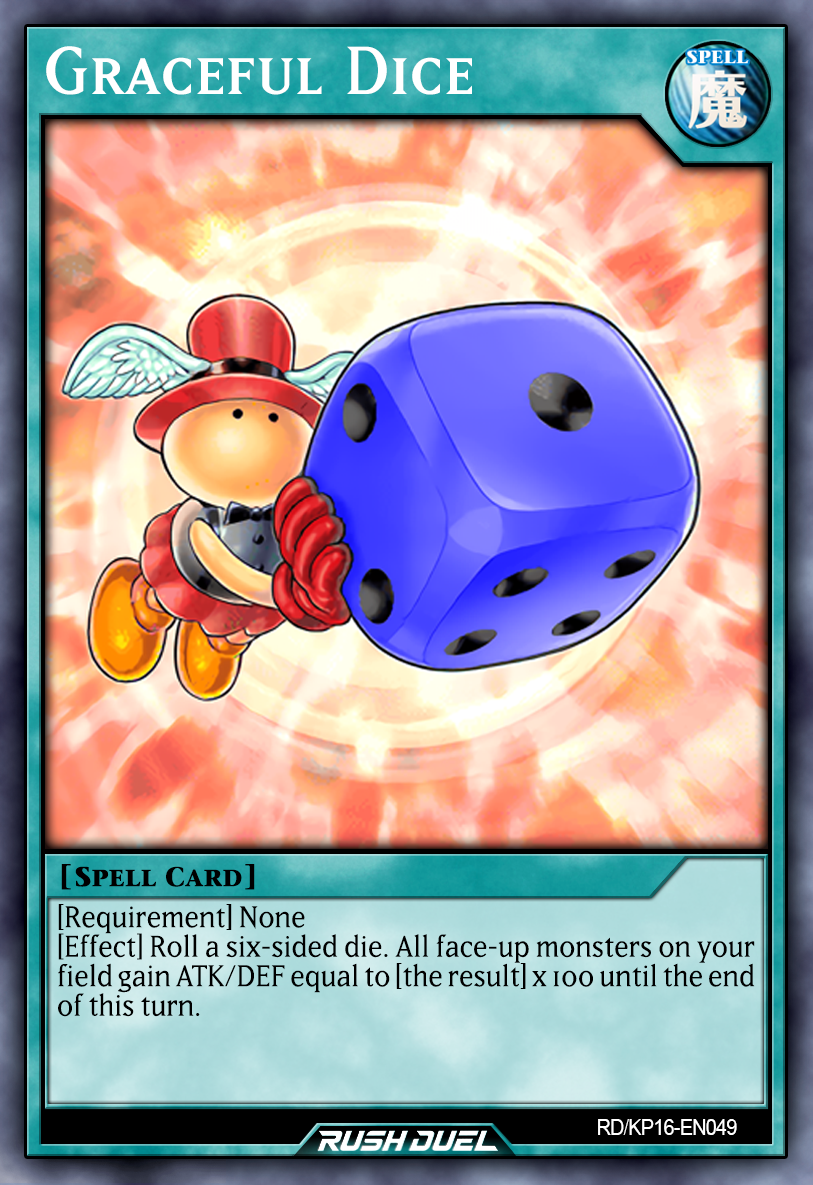 Graceful Dice
SPELL
魔
[Spell Card]
[Requirement] None
[Effect] Roll a six-sided die. All face-up monsters on your
field gain ATK/DEF equal to [the result] x 100 until the end
of this turn.
RD/KP16-EN049
RUSH DUEL